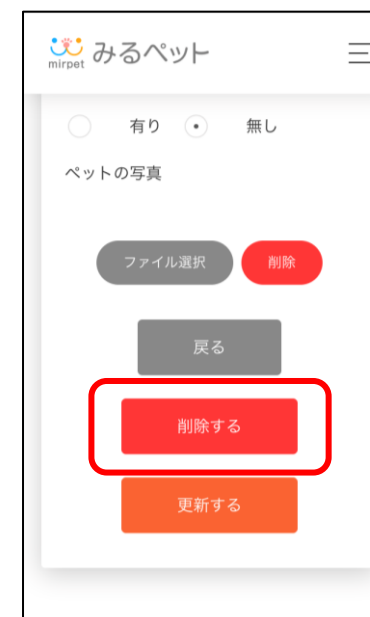 mirpet みるペット
有り 無し
ペットの写真
ファイル選択 削除
戻る
削除する
更新する